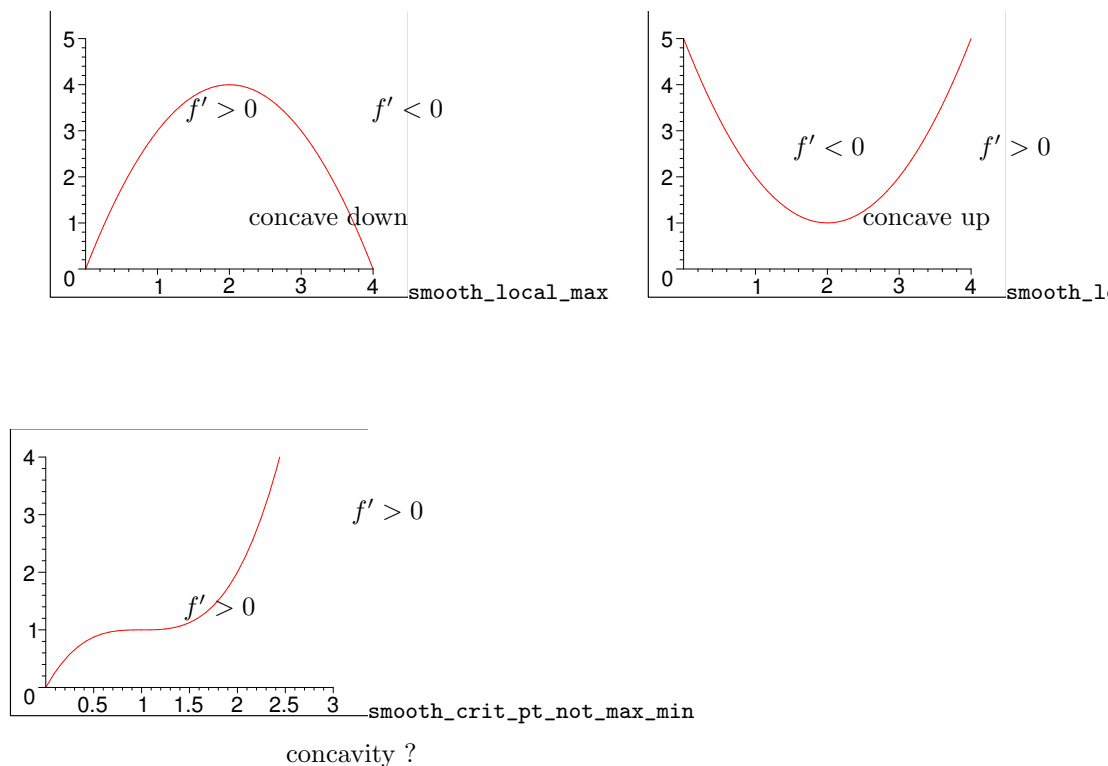 5
4
3
2
1
0
1 2 3 4
f′ > 0
f′ < 0
concave down
smooth_local_max
5
4
3
2
1
0
1 2 3 4
f′ < 0
f′ > 0
concave up
4
3
2
1
0
0.5 1 1.5 2 2.5 3
f′ > 0
f′ > 0
smooth_crit_pt_not_max_min
concavity ?